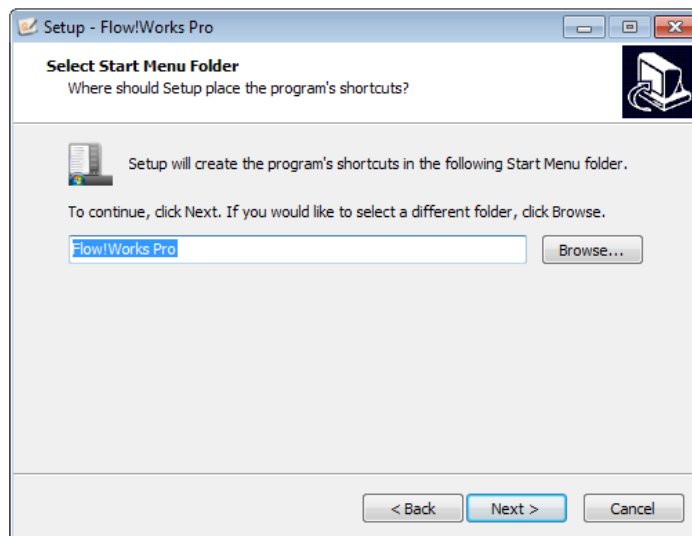 Setup - Flow!Works Pro
Select Start Menu Folder
Where should Setup place the program's shortcuts?
Setup will create the program's shortcuts in the following Start Menu folder.
To continue, click Next. If you would like to select a different folder, click Browse.
Flow!Works Pro
Browse...
< Back
Next >
Cancel